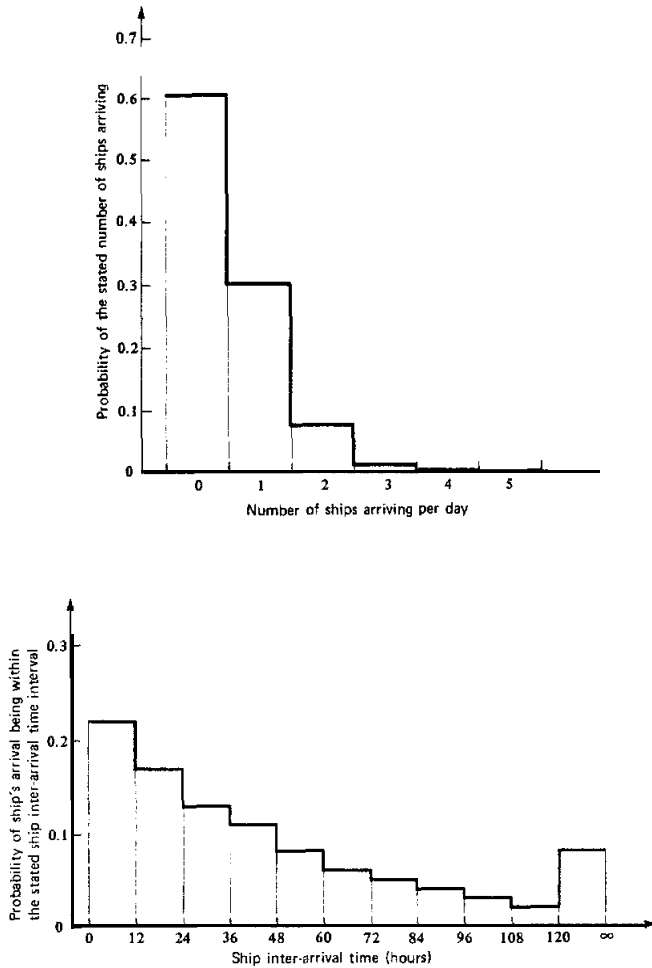 Probability of the stated number of ships arriving
0.7
0.6
0.5
0.4
0.3
0.2
0.1
0
0 1 2 3 4 5
Number of ships arriving per day
Probability of ship's arrival being within
the stated ship inter-arrival time interval
0.3
0.2
0.1
0
0 12 24 36 48 60 72 84 96 108 120 ∞
Ship inter-arrival time (hours)